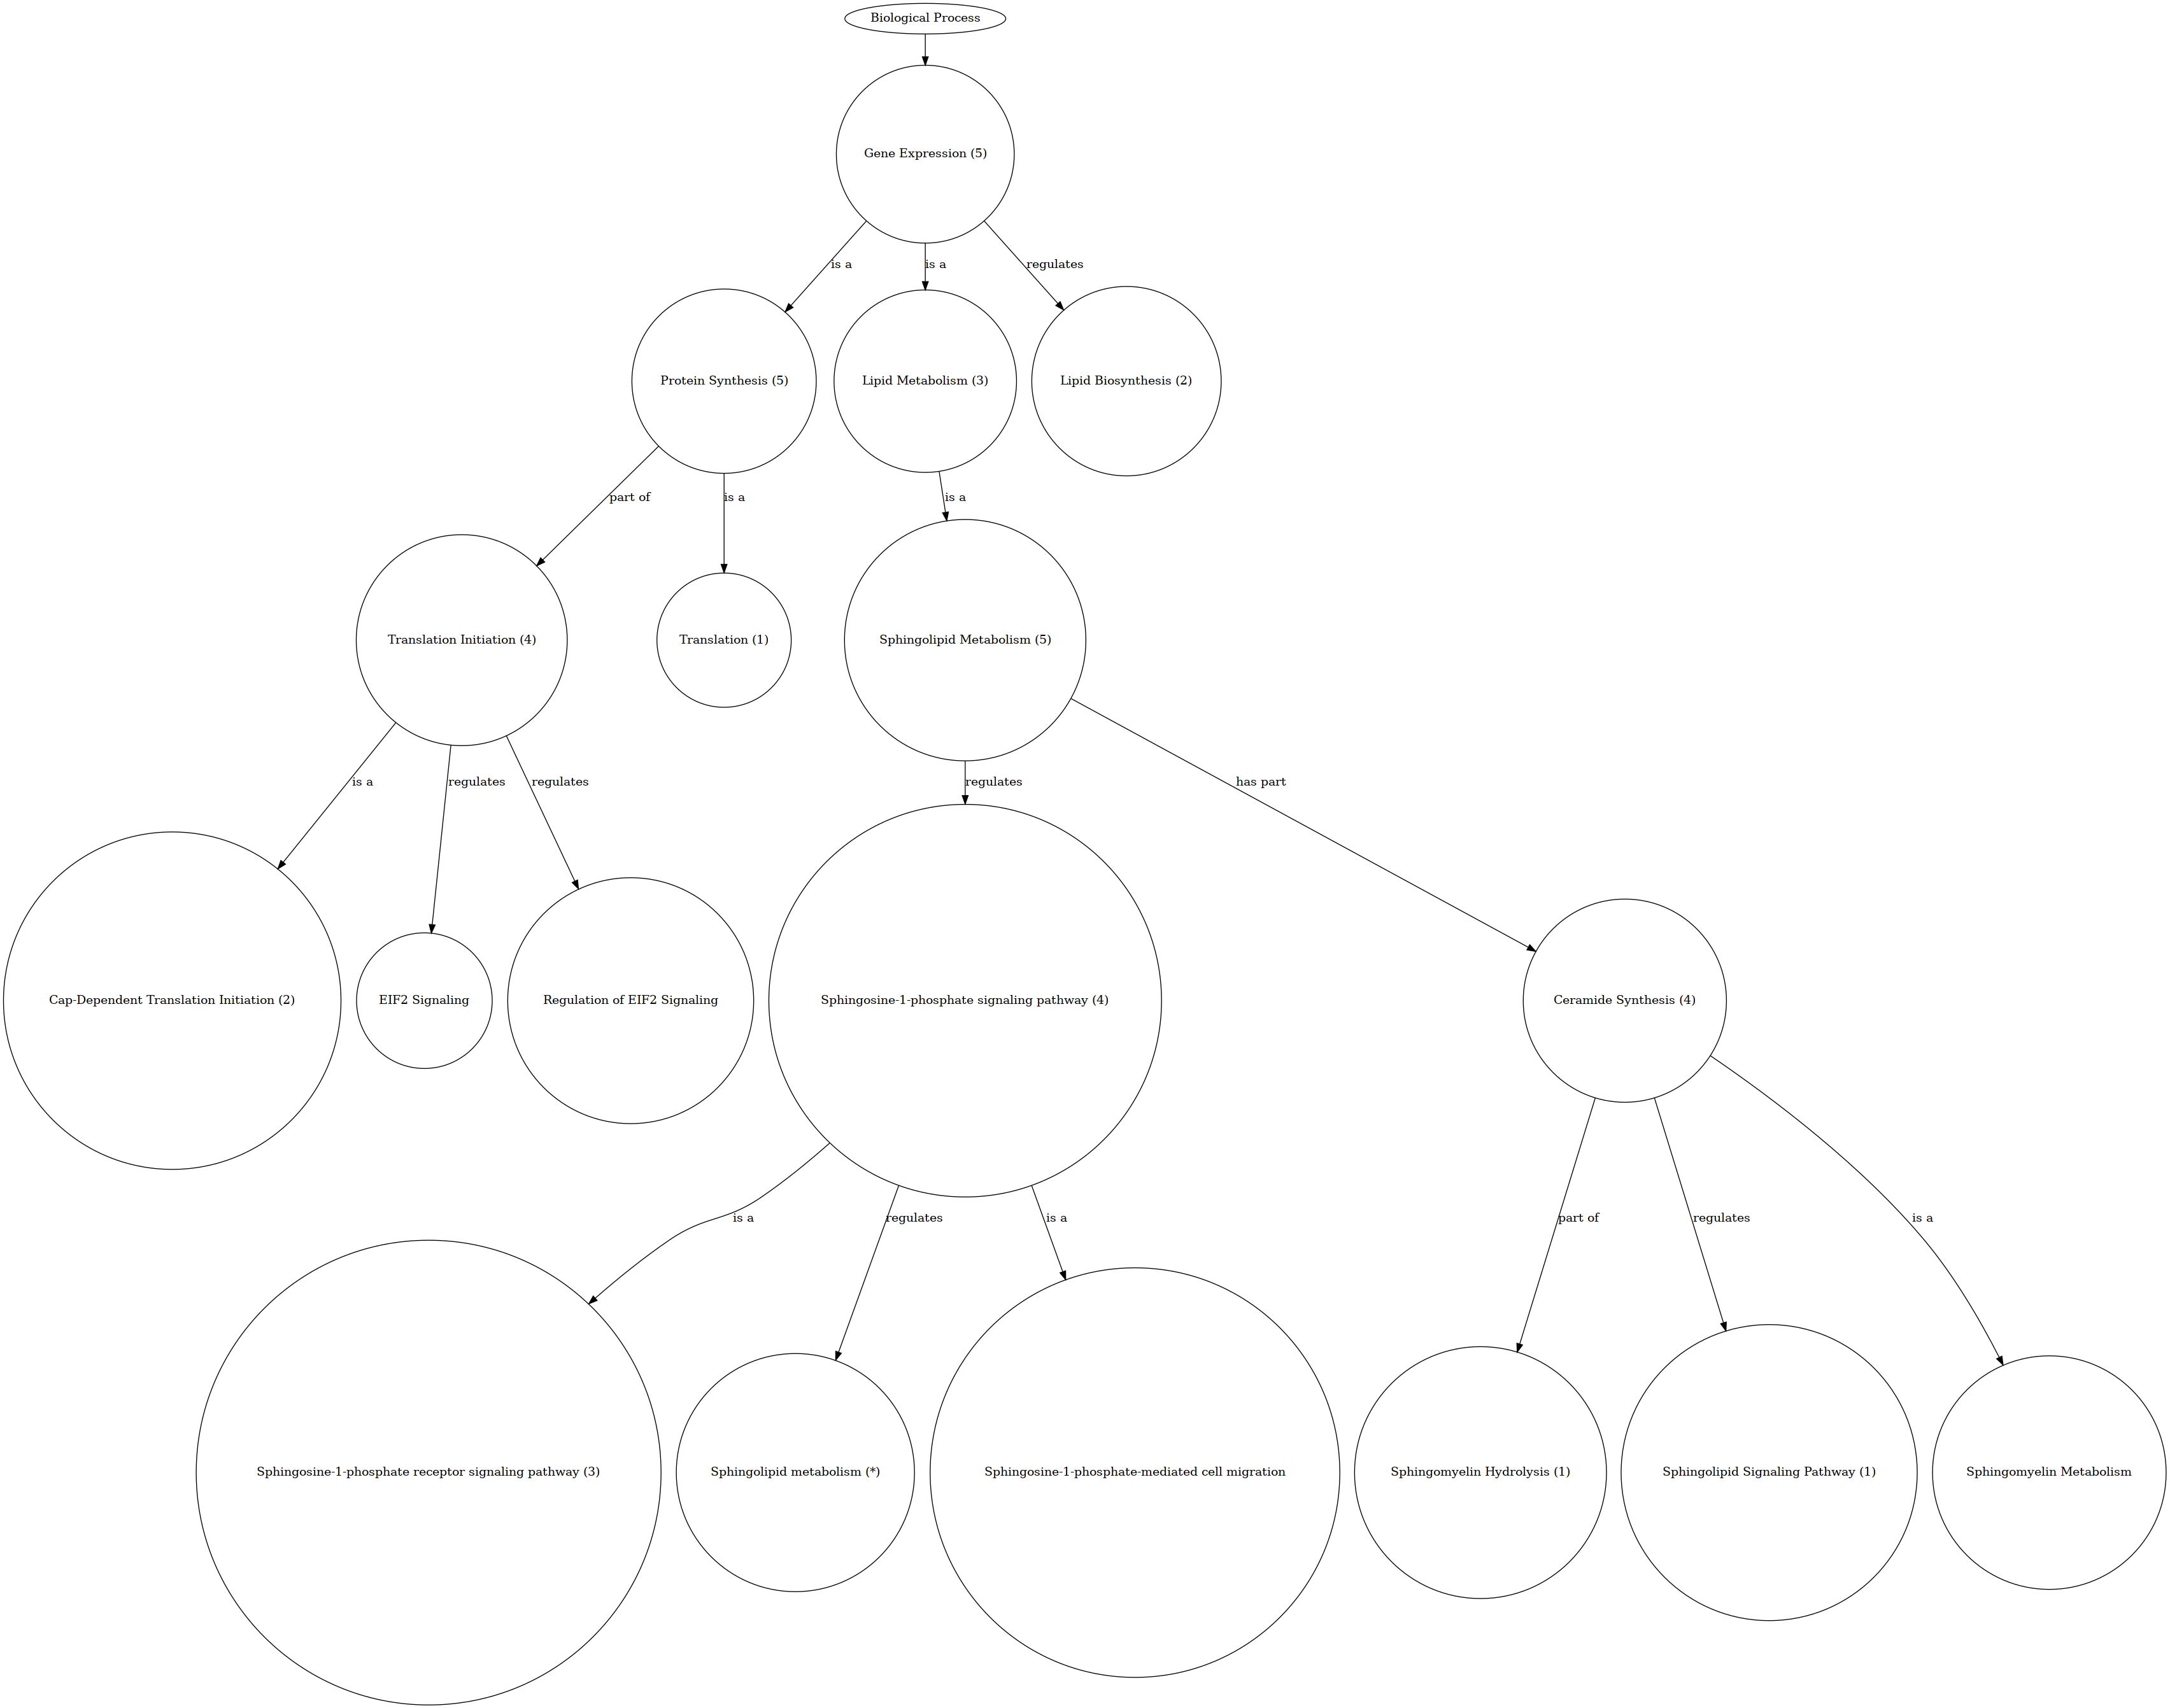 Biological Process
Gene Expression (5)
is a
is a
regulates
Protein Synthesis (5)
Lipid Metabolism (3)
Lipid Biosynthesis (2)
part of
is a
is a
Translation Initiation (4)
Translation (1)
Sphingolipid Metabolism (5)
is a
regulates
regulates
regulates
has part
Cap-Dependent Translation Initiation (2)
EIF2 Signaling
Regulation of EIF2 Signaling
Sphingosine-1-phosphate signaling pathway (4)
Ceramide Synthesis (4)
is a
regulates
is a
part of
regulates
is a
Sphingosine-1-phosphate receptor signaling pathway (3)
Sphingolipid metabolism (*)
Sphingosine-1-phosphate-mediated cell migration
Sphingomyelin Hydrolysis (1)
Sphingolipid Signaling Pathway (1)
Sphingomyelin Metabolism